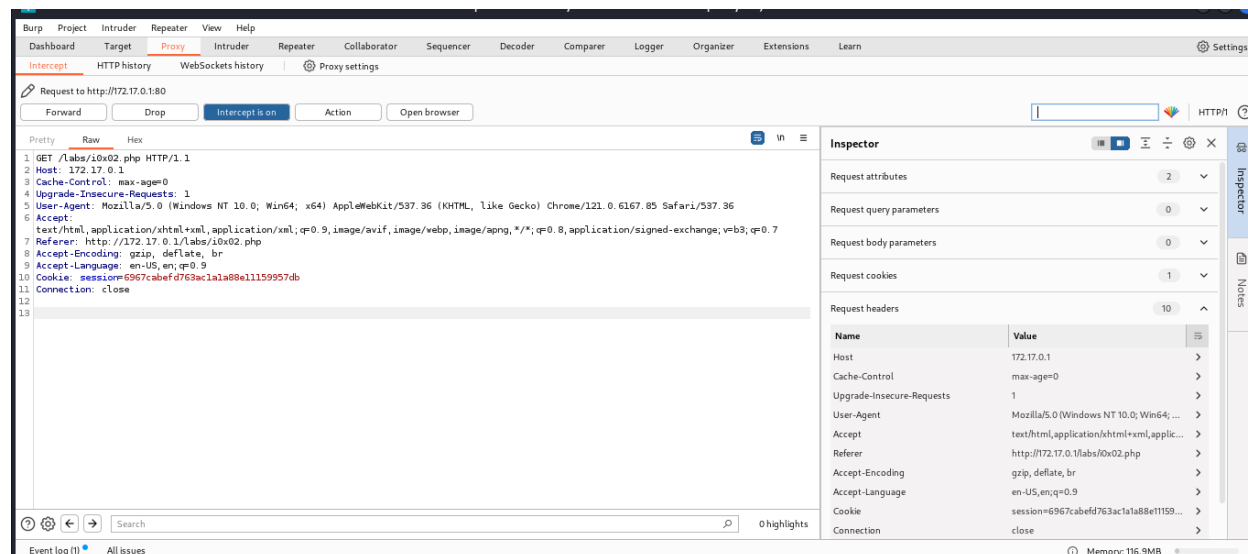 Burp Project Intruder Repeater View Help
Dashboard Target Proxy Intruder Repeater Collaborator Sequencer Decoder Comparer Logger Organizer Extensions Learn Settings
Intercept HTTP history WebSockets history Proxy settings
Request to http://172.17.0.1:80
Forward Drop Intercept is on Action Open browser HTTP/1
Pretty Raw Hex \n
1 GET /labs/i0x02.php HTTP/1.1
2 Host: 172.17.0.1
3 Cache-Control: max-age=0
4 Upgrade-Insecure-Requests: 1
5 User-Agent: Mozilla/5.0 (Windows NT 10.0; Win64; x64) AppleWebKit/537.36 (KHTML, like Gecko) Chrome/121.0.6167.85 Safari/537.36
6 Accept:
text/html,application/xhtml+xml,application/xml;q=0.9,image/avif,image/webp,image/apng,*/*;q=0.8,application/signed-exchange;v=b3;q=0.7
7 Referer: http://172.17.0.1/labs/i0x02.php
8 Accept-Encoding: gzip, deflate, br
9 Accept-Language: en-US,en;q=0.9
10 Cookie: session=6967cabefd763ac1a1a88e11159957db
11 Connection: close
12
13
Search 0 highlights
Event log (1) All issues
Inspector
Request attributes 2
Request query parameters 0
Request body parameters 0
Request cookies 1
Request headers 10
Name Value
Host 172.17.0.1
Cache-Control max-age=0
Upgrade-Insecure-Requests 1
User-Agent Mozilla/5.0 (Windows NT 10.0; Win64; ...
Accept text/html,application/xhtml+xml,applic...
Referer http://172.17.0.1/labs/i0x02.php
Accept-Encoding gzip, deflate, br
Accept-Language en-US,en;q=0.9
Cookie session=6967cabefd763ac1a1a88e11159...
Connection close
Memory: 116.9MB
Inspector
Notes